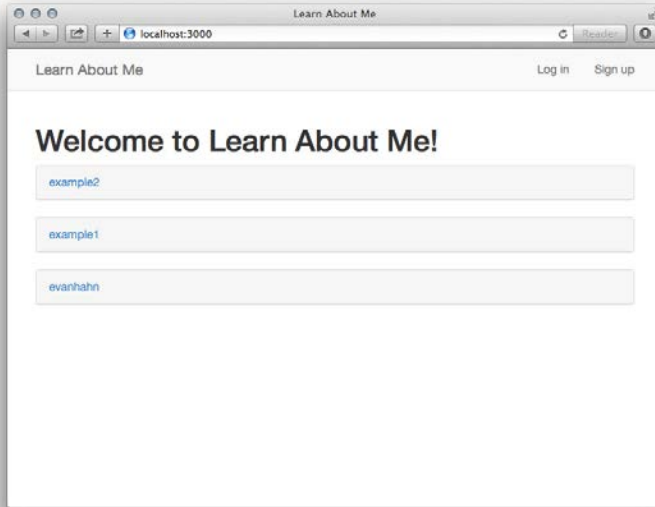 Learn About Me
localhost:3000
Reader
Learn About Me
Log in
Sign up
Welcome to Learn About Me!
example2
example1
evanhahn